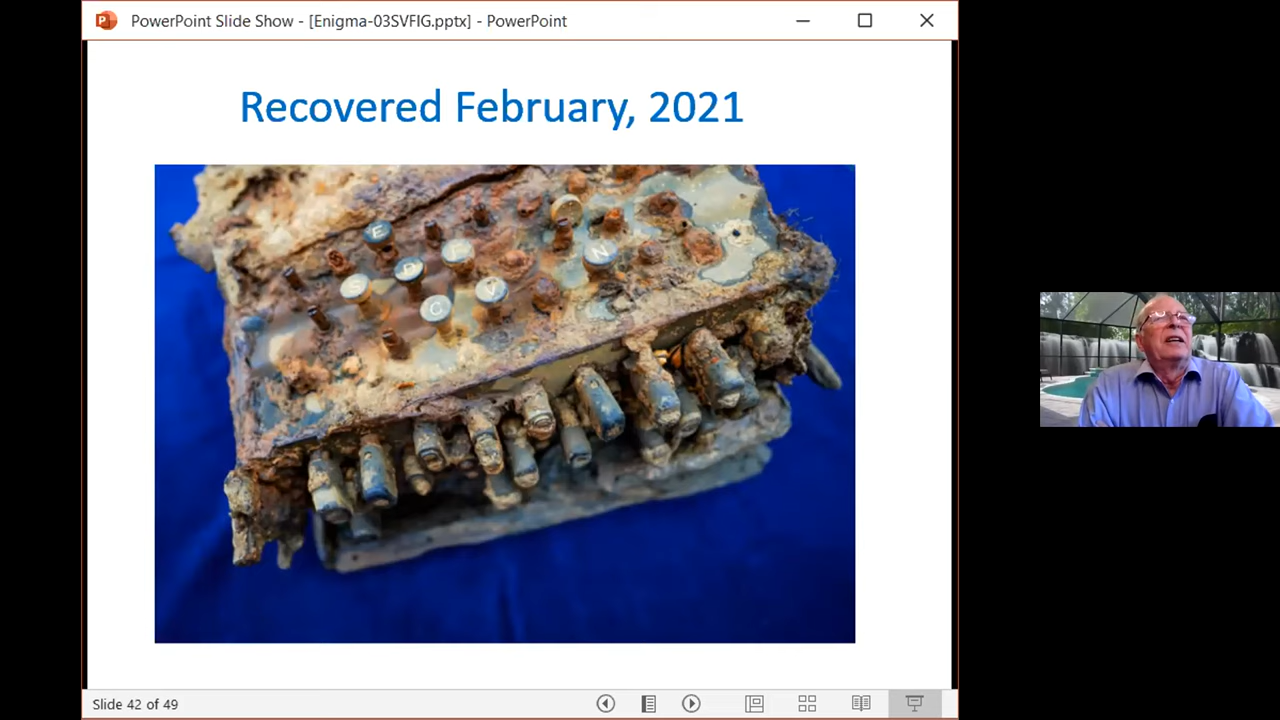 PowerPoint Slide Show - [Enigma-03SVFIG.pptx] - PowerPoint
Recovered February, 2021
E
S D F N
C V
Slide 42 of 49